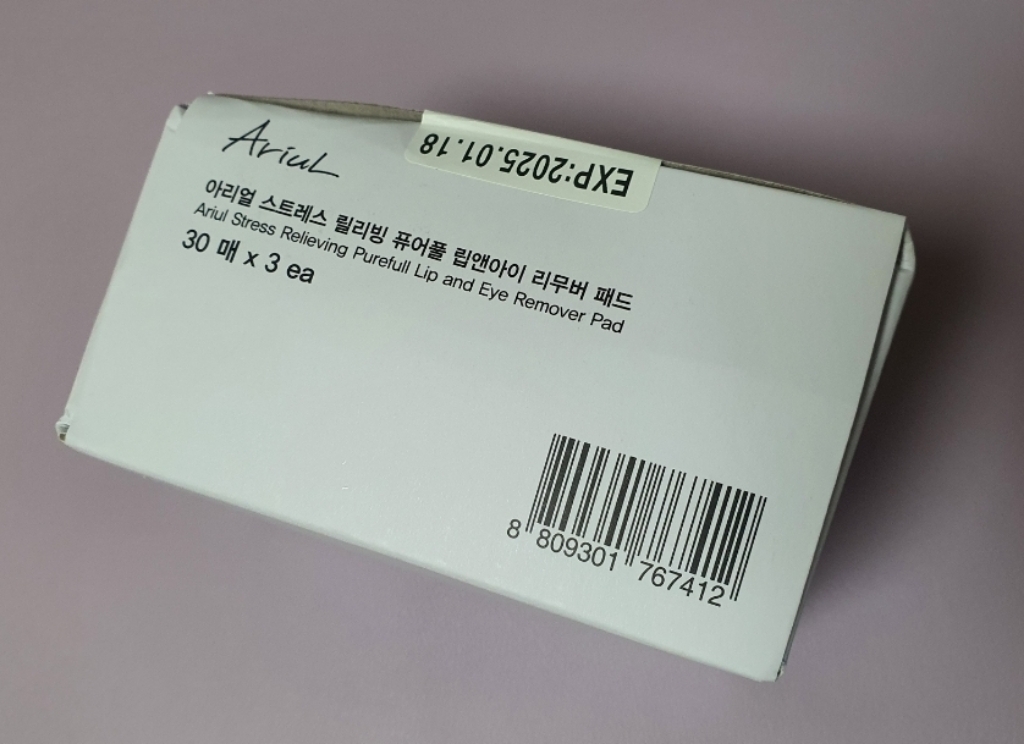 Ariul
EXP:2025.01.18
아리얼 스트레스 릴리빙 퓨어풀 립앤아이 리무버 패드
Ariul Stress Relieving Purefull Lip and Eye Remover Pad
30 매 x 3 ea
8 809301 767412